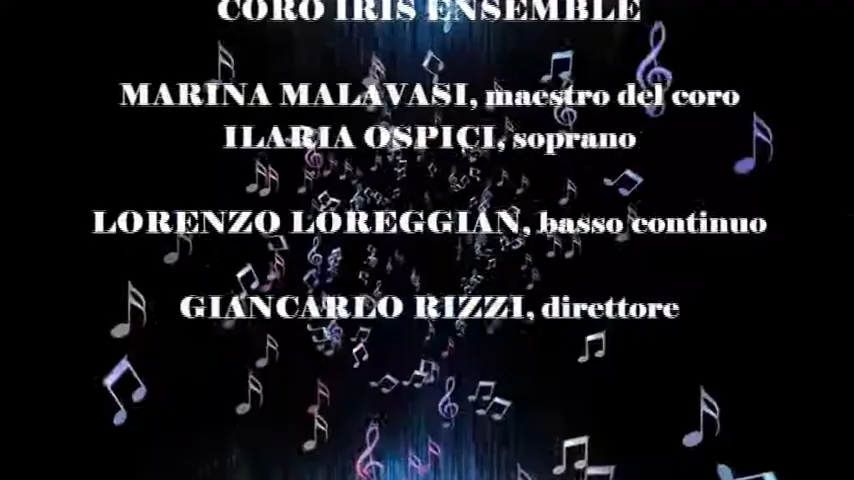 CORO IRIS ENSEMBLE
MARINA MALAVASI, maestro del coro
ILARIA OSPICI, soprano
LORENZO LOREGGIAN, basso continuo
GIANCARLO RIZZI, direttore